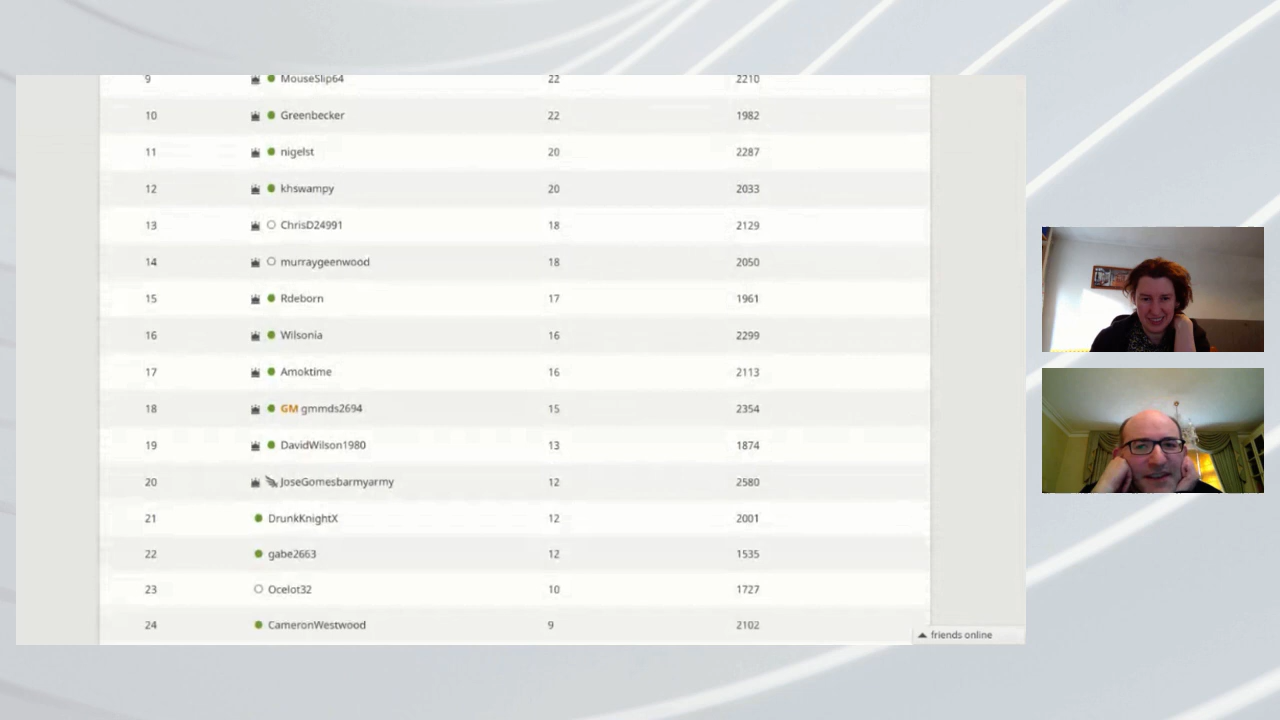 9 MouseSlip64 22 2210
10 Greenbecker 22 1982
11 nigelst 20 2287
12 khswampy 20 2033
13 ChrisD24991 18 2129
14 murraygeenwood 18 2050
15 Rdeborn 17 1961
16 Wilsonia 16 2299
17 Amoktime 16 2113
18 GM gmmds2694 15 2354
19 DavidWilson1980 13 1874
20 JoseGomesbarmyarmy 12 2580
21 DrunkKnightX 12 2001
22 gabe2663 12 1535
23 Ocelot32 10 1727
24 CameronWestwood 9 2102
friends online